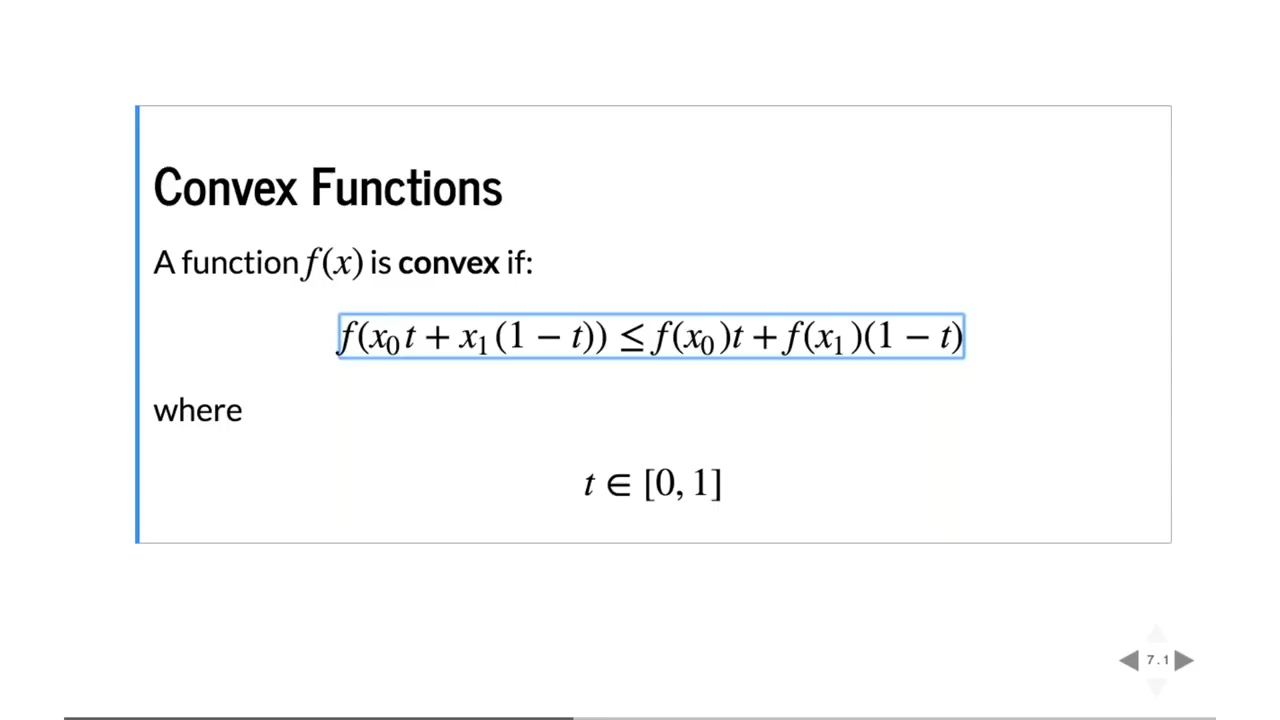 Convex Functions
A function f(x) is convex if:
f(x₀t + x₁(1 − t)) ≤ f(x₀)t + f(x₁)(1 − t)
where
t ∈ [0, 1]
7.1